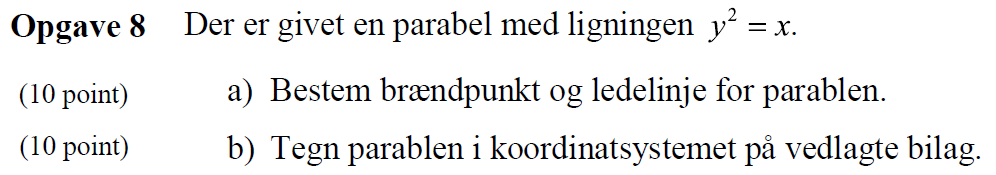 Opgave 8 Der er givet en parabel med ligningen y² = x.
(10 point) a) Bestem brændpunkt og ledelinje for parablen.
(10 point) b) Tegn parablen i koordinatsystemet på vedlagte bilag.